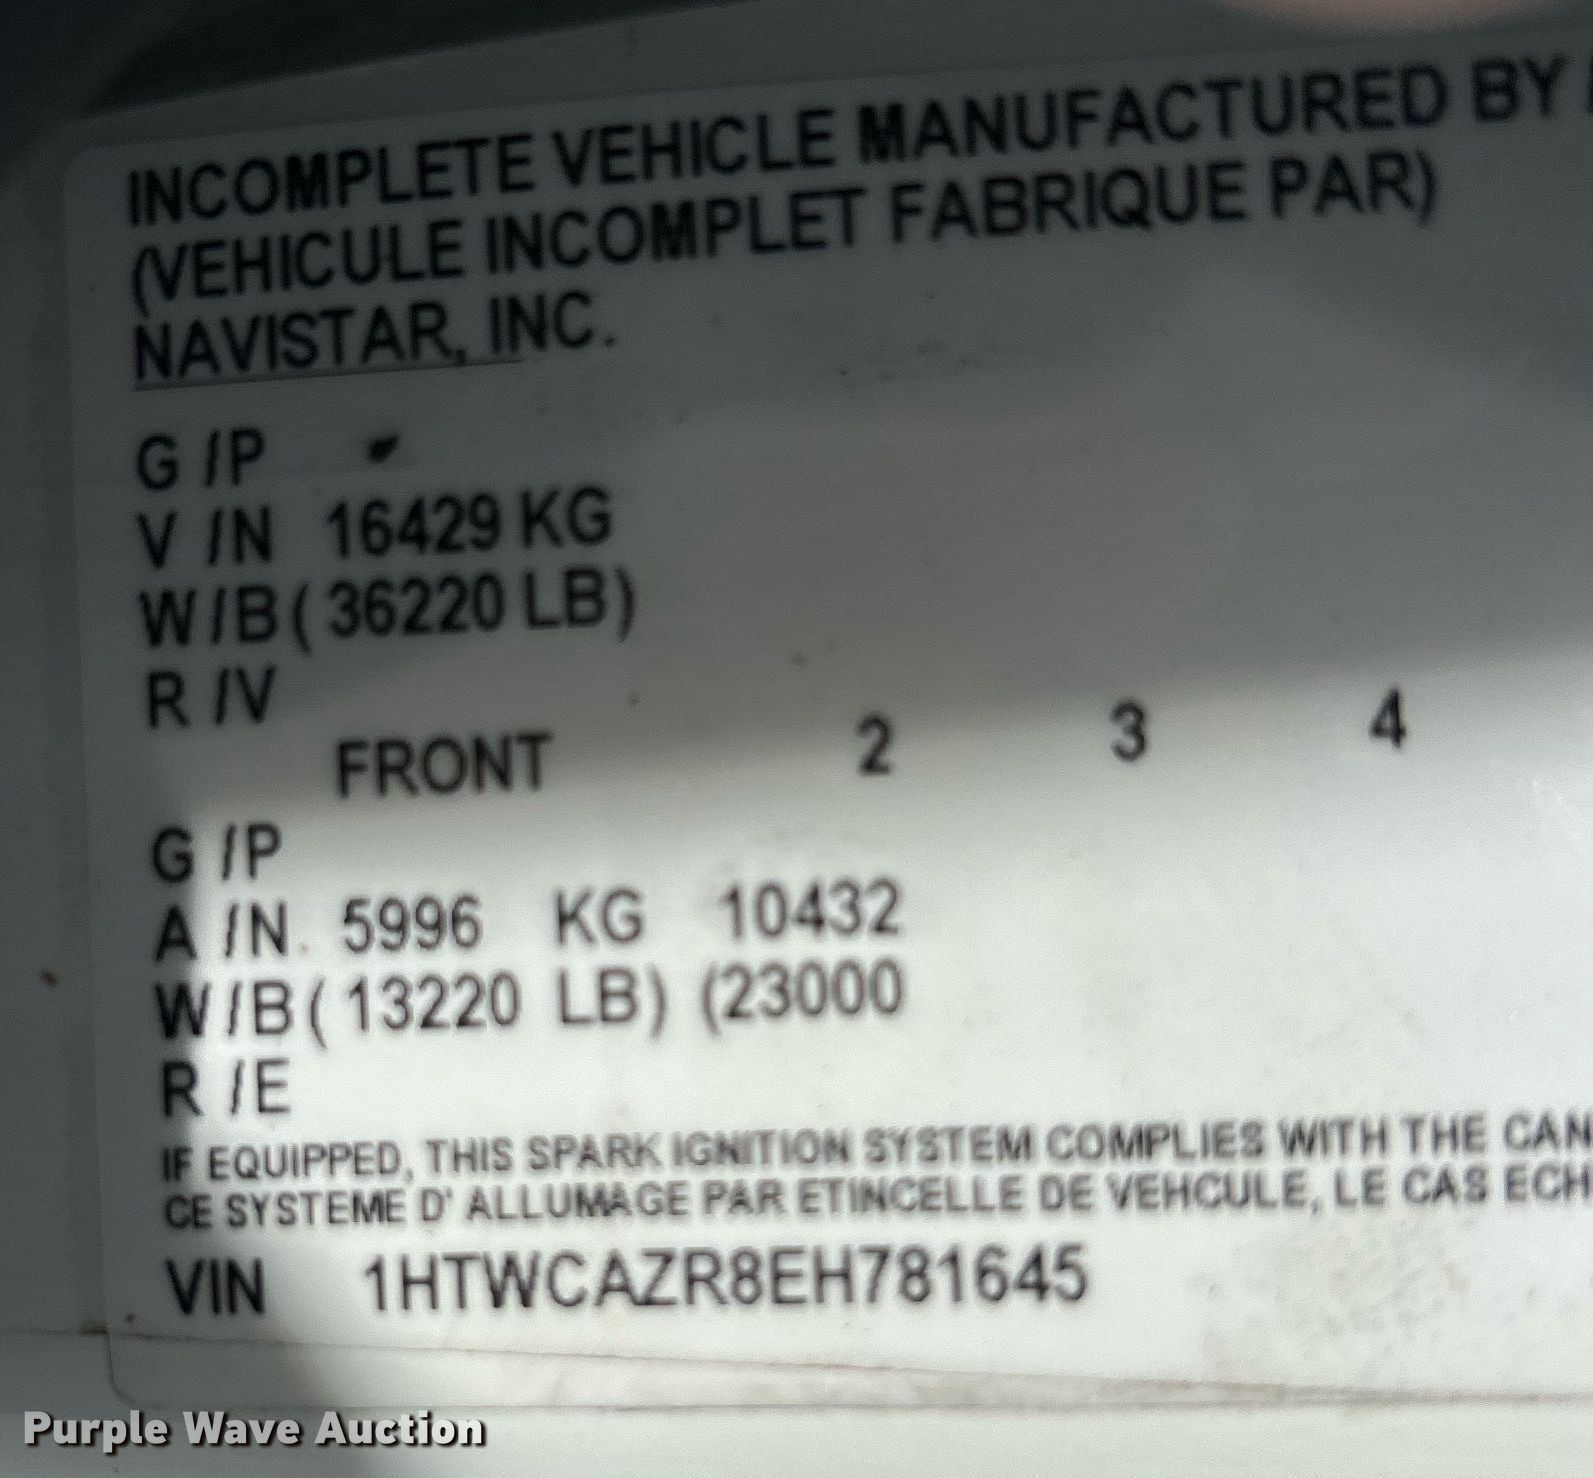 INCOMPLETE VEHICLE MANUFACTURED BY
(VEHICULE INCOMPLET FABRIQUE PAR)
NAVISTAR, INC.
G /P
V /N 16429 KG
W/B( 36220 LB)
R /V
FRONT 2 3 4
G /P
A /N 5996 KG 10432
W/B( 13220 LB) (23000
R /E
IF EQUIPPED, THIS SPARK IGNITION SYSTEM COMPLIES WITH THE CAN
CE SYSTEME D' ALLUMAGE PAR ETINCELLE DE VEHCULE, LE CAS ECH
VIN 1HTWCAZR8EH781645
Purple Wave Auction